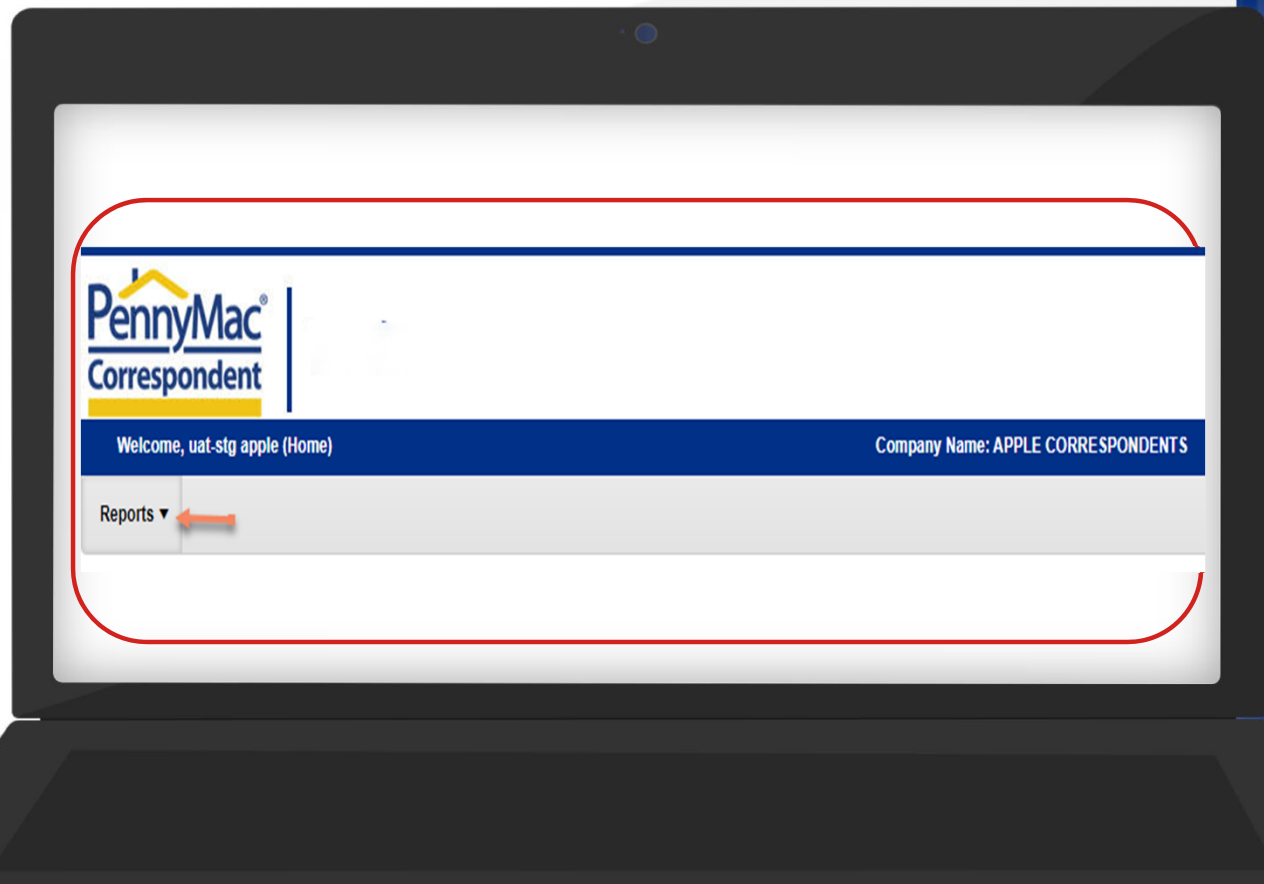 PennyMac®
Correspondent
Welcome, uat-stg apple (Home)
Company Name: APPLE CORRESPONDENTS
Reports ▼